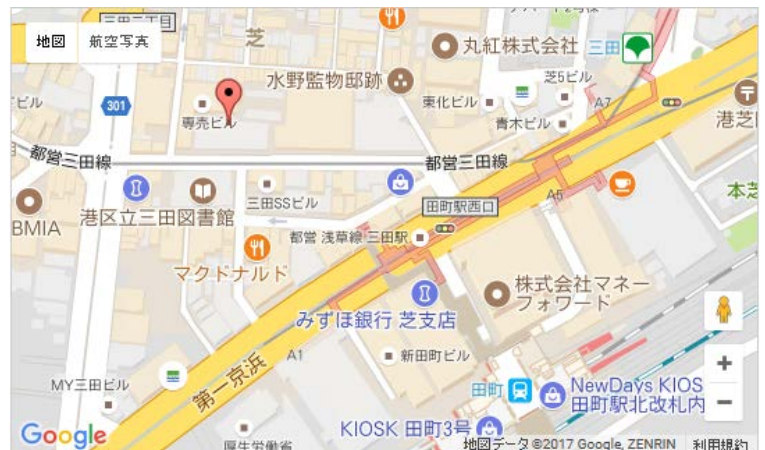 三田二丁目
地図
航空写真
芝
丸紅株式会社
三田
水野監物邸跡
芝5ビル
ビル
301
東化ビル
A7
専売ビル
青木ビル
港芝
都営三田線
都営三田線
三田SSビル
A5
本芝
港区立三田図書館
田町駅西口
BMIA
都営 浅草線 三田駅
マクドナルド
株式会社マネー
フォワード
みずほ銀行 芝支店
A1
新田町ビル
第一京浜
MY三田ビル
田町
NewDays KIOS
田町駅北改札内
KIOSK 田町3号
Google
厚生労働省
地図データ ©2017 Google, ZENRIN
利用規約